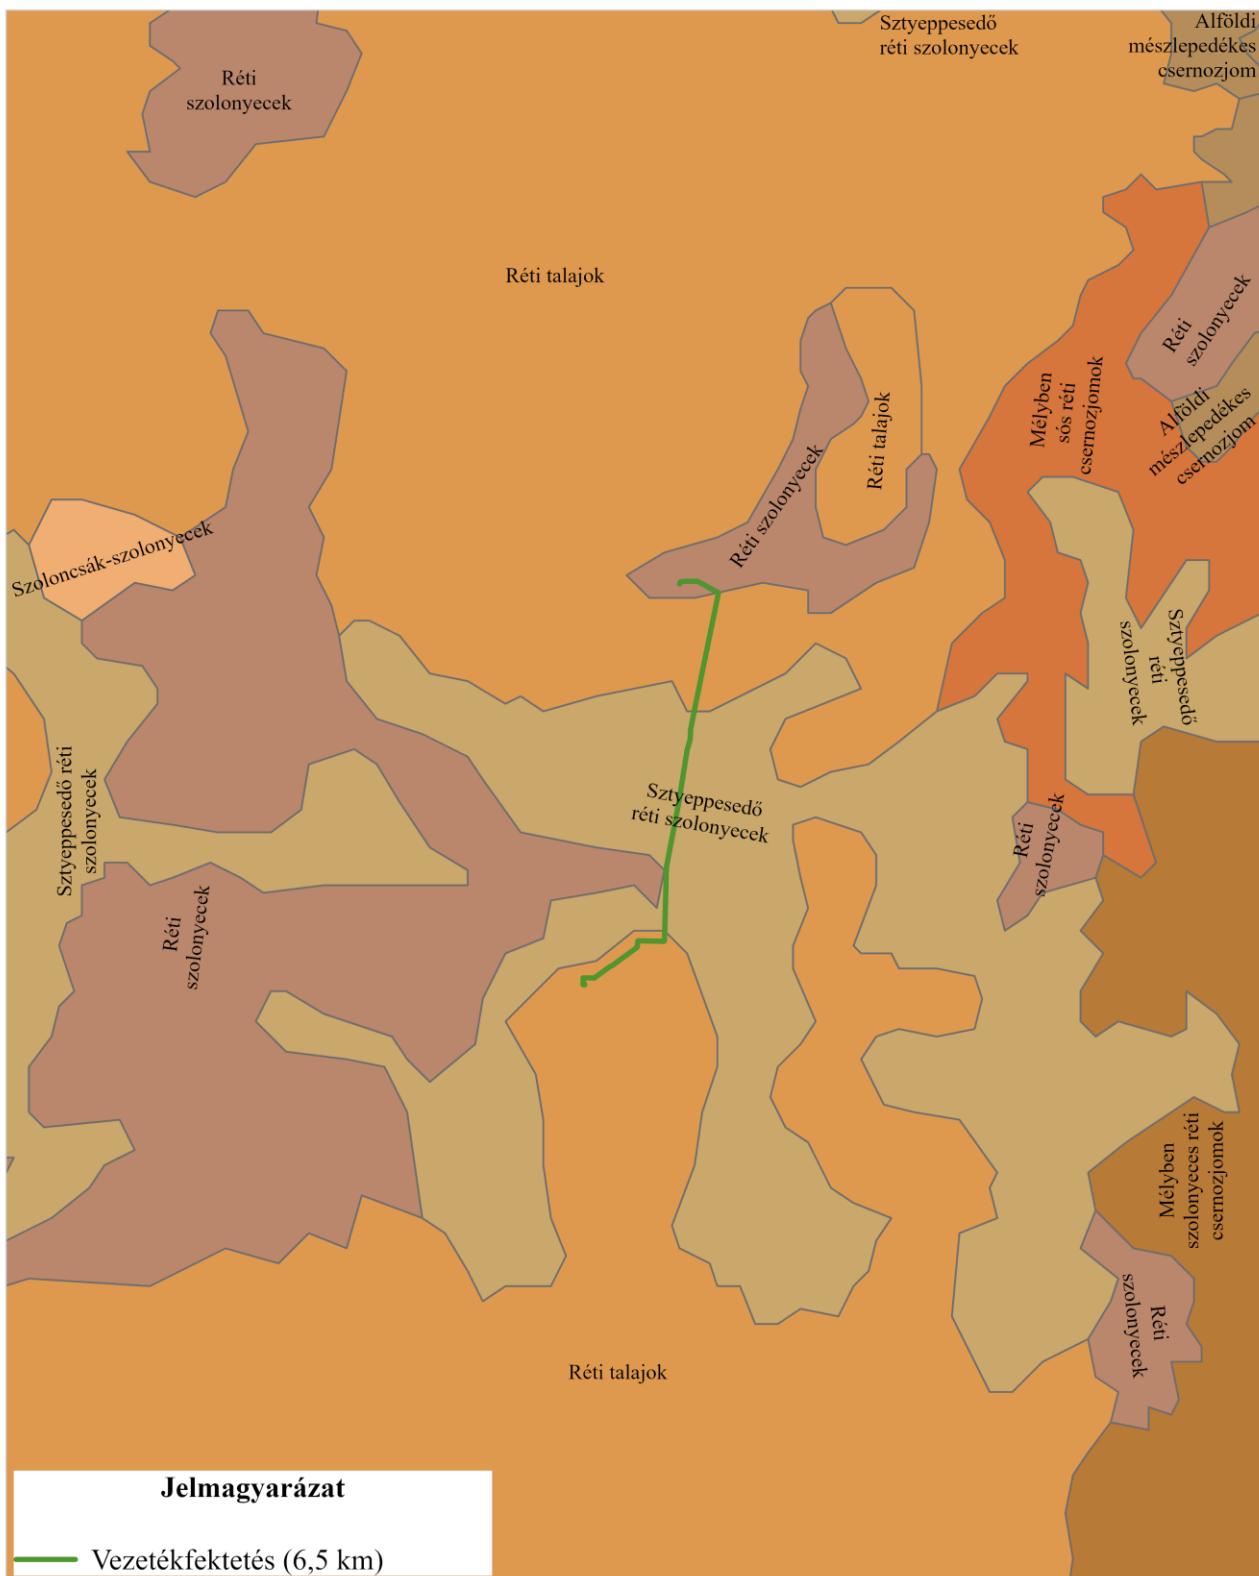 Sztyeppesedő
réti szolonyecek
Alföldi
mészlepedékes
csernozjom
Réti
szolonyecek
Réti talajok
Réti
szolonyecek
Mélyben
sós réti
csernozjomok
Alföldi
mészlepedékes
csernozjom
Réti talajok
Réti szolonyecek
Szoloncsák-szolonyecek
Sztyeppesedő
réti
szolonyecek
Sztyeppesedő réti
szolonyecek
Sztyeppesedő
réti szolonyecek
Réti
szolonyecek
Réti
szolonyecek
Mélyben
szolonyeces réti
csernozjomok
Réti
szolonyecek
Réti talajok
Jelmagyarázat
Vezetékfektetés (6,5 km)